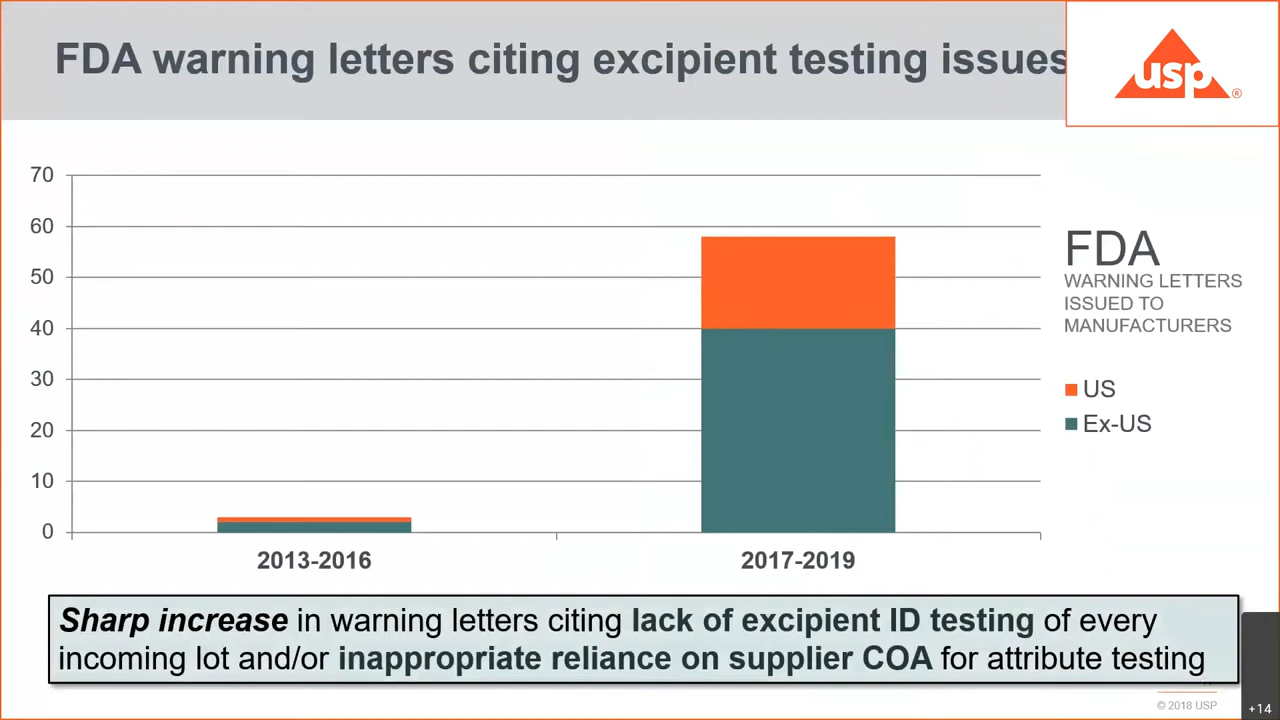 FDA warning letters citing excipient testing issues
usp®
70
60
50
40
30
20
10
0
2013-2016
2017-2019
FDA
WARNING LETTERS
ISSUED TO
MANUFACTURERS
US
Ex-US
Sharp increase in warning letters citing lack of excipient ID testing of every
incoming lot and/or inappropriate reliance on supplier COA for attribute testing
© 2018 USP
+14